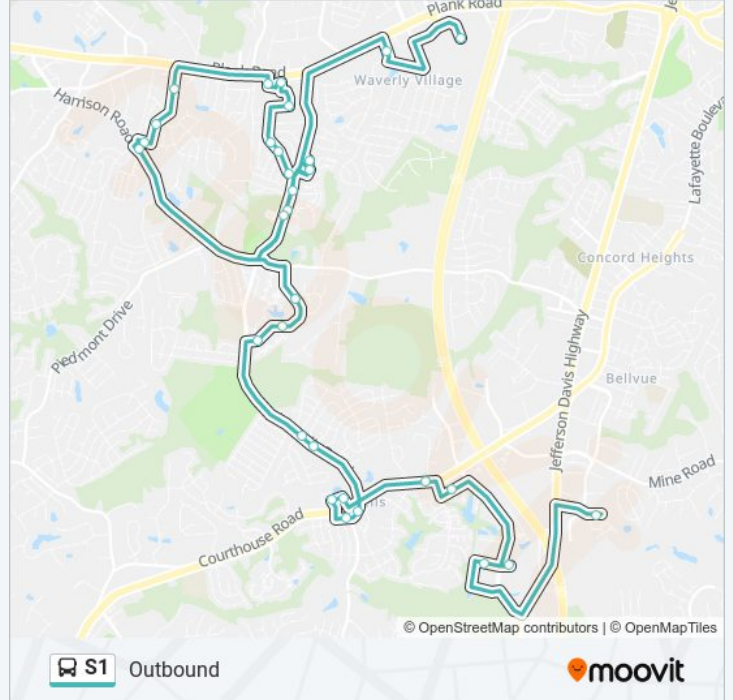 Plank Road
Plank Road
Waverly Village
Harrison Road
Lafayette Bouleva
Concord Heights
Piedmont Drive
Jefferson Davis Highway
Bellvue
Mine Road
Courthouse Road
© OpenStreetMap contributors | © OpenMapTiles
S1 Outbound
moovit